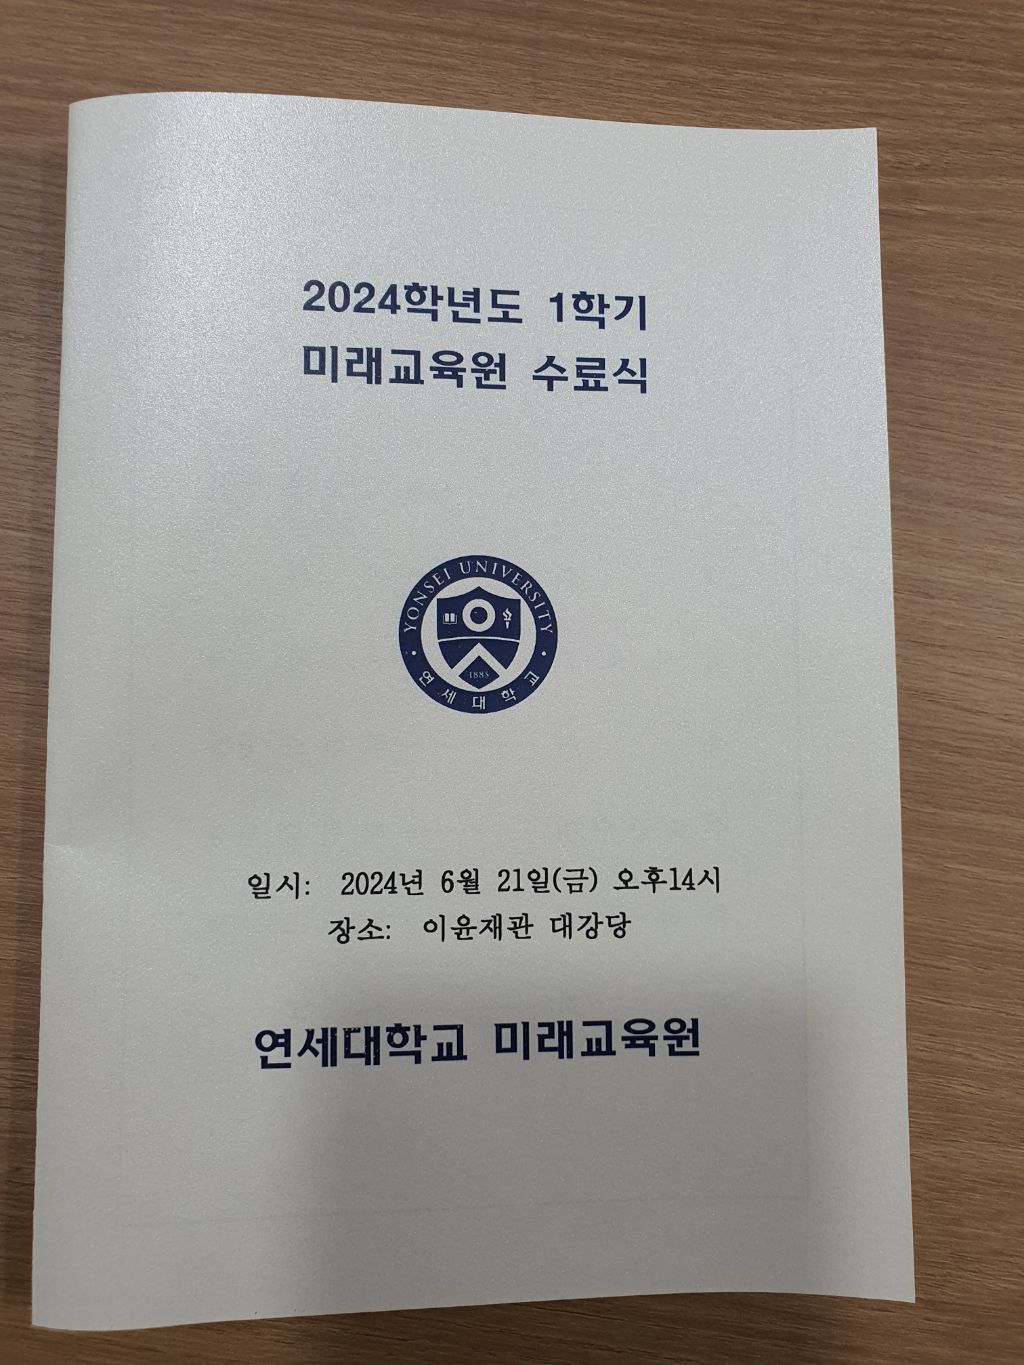 2024학년도 1학기
미래교육원 수료식
YONSEI UNIVERSITY
1885
연세대학교
일시: 2024년 6월 21일(금) 오후14시
장소: 이윤재관 대강당
연세대학교 미래교육원